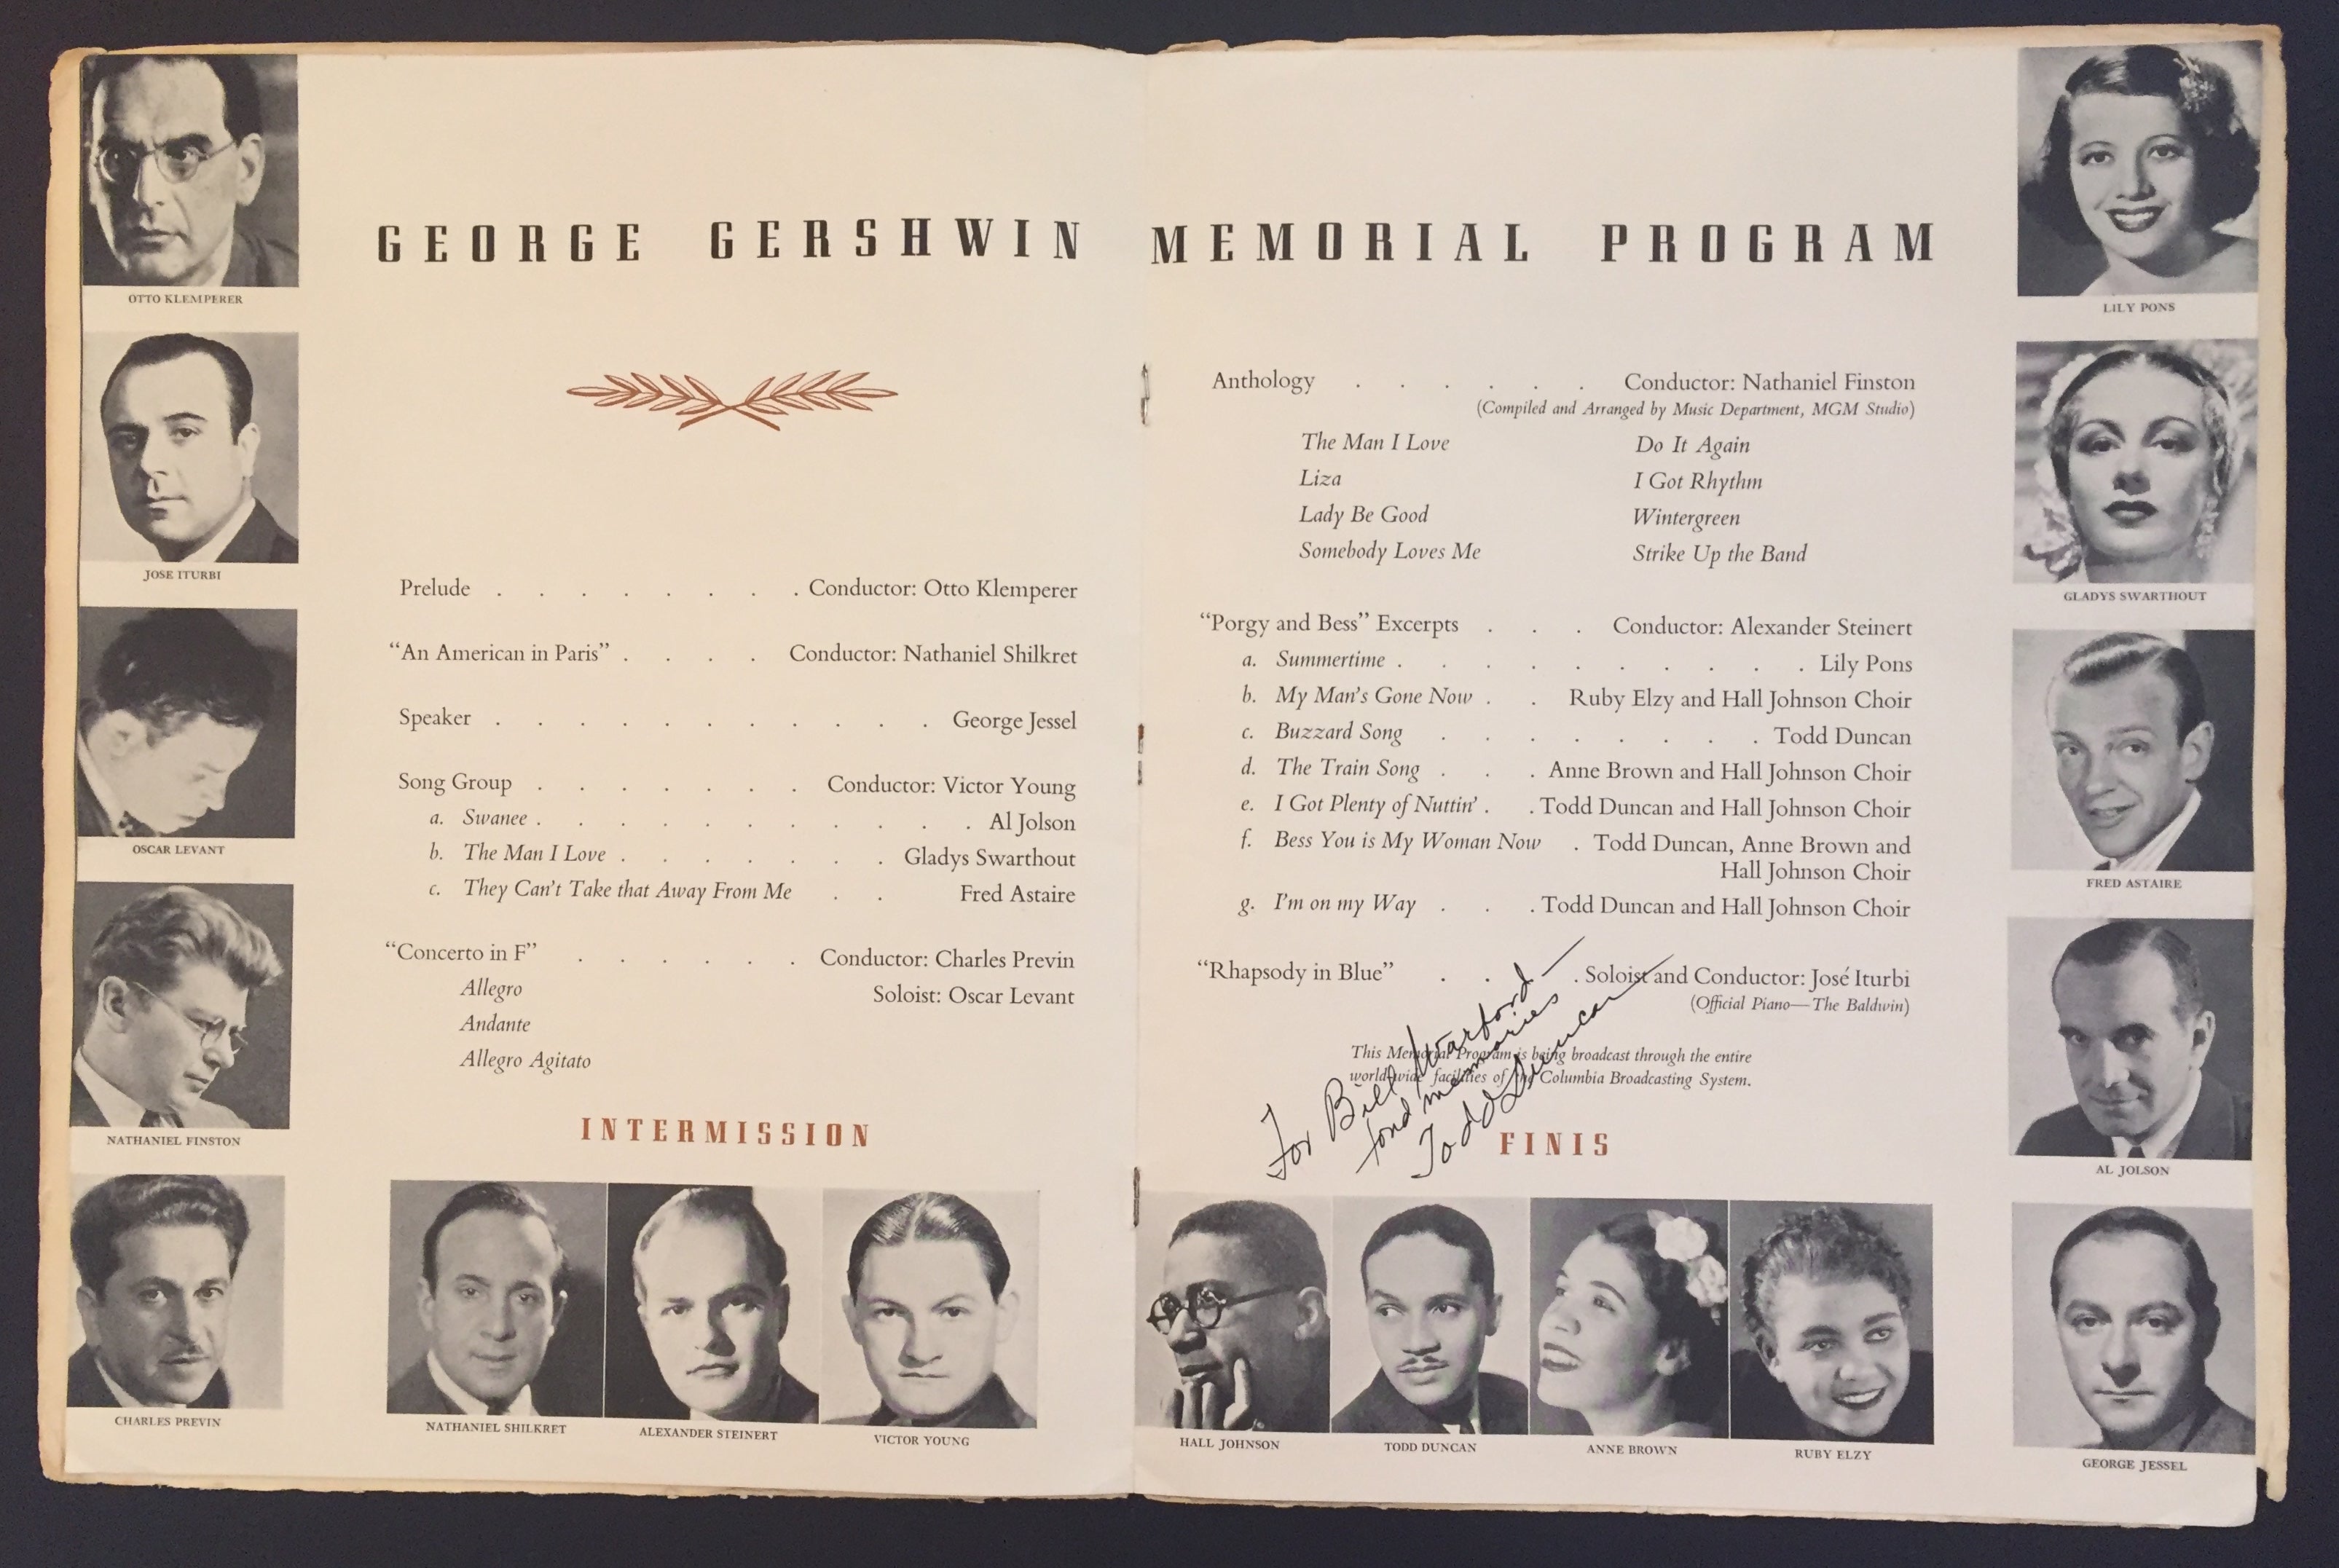 GEORGE GERSHWIN MEMORIAL PROGRAM
OTTO KLEMPERER
JOSE ITURBI
OSCAR LEVANT
NATHANIEL FINSTON
CHARLES PREVIN
Prelude . . . . . . . . Conductor: Otto Klemperer
“An American in Paris” . . . . Conductor: Nathaniel Shilkret
Speaker . . . . . . . . . . . George Jessel
Song Group . . . . . . . Conductor: Victor Young
a. Swanee . . . . . . . . . . . Al Jolson
b. The Man I Love . . . . . . . Gladys Swarthout
c. They Can't Take that Away From Me . . Fred Astaire
“Concerto in F” . . . . . . Conductor: Charles Previn
Allegro Soloist: Oscar Levant
Andante
Allegro Agitato
INTERMISSION
NATHANIEL SHILKRET
ALEXANDER STEINERT
VICTOR YOUNG
Anthology . . . . . . Conductor: Nathaniel Finston
(Compiled and Arranged by Music Department, MGM Studio)
The Man I Love Do It Again
Liza I Got Rhythm
Lady Be Good Wintergreen
Somebody Loves Me Strike Up the Band
“Porgy and Bess” Excerpts . . . Conductor: Alexander Steinert
a. Summertime . . . . . . . . . . Lily Pons
b. My Man's Gone Now . . Ruby Elzy and Hall Johnson Choir
c. Buzzard Song . . . . . . . . Todd Duncan
d. The Train Song . . . Anne Brown and Hall Johnson Choir
e. I Got Plenty of Nuttin' . . Todd Duncan and Hall Johnson Choir
f. Bess You is My Woman Now . Todd Duncan, Anne Brown and
Hall Johnson Choir
g. I'm on my Way . . . Todd Duncan and Hall Johnson Choir
“Rhapsody in Blue” . . . . Soloist and Conductor: José Iturbi
(Official Piano—The Baldwin)
This Memorial Program is being broadcast through the entire
world-wide facilities of the Columbia Broadcasting System.
For Bill Warford—
fond memories
Todd Duncan
FINIS
HALL JOHNSON
TODD DUNCAN
ANNE BROWN
RUBY ELZY
LILY PONS
GLADYS SWARTHOUT
FRED ASTAIRE
AL JOLSON
GEORGE JESSEL